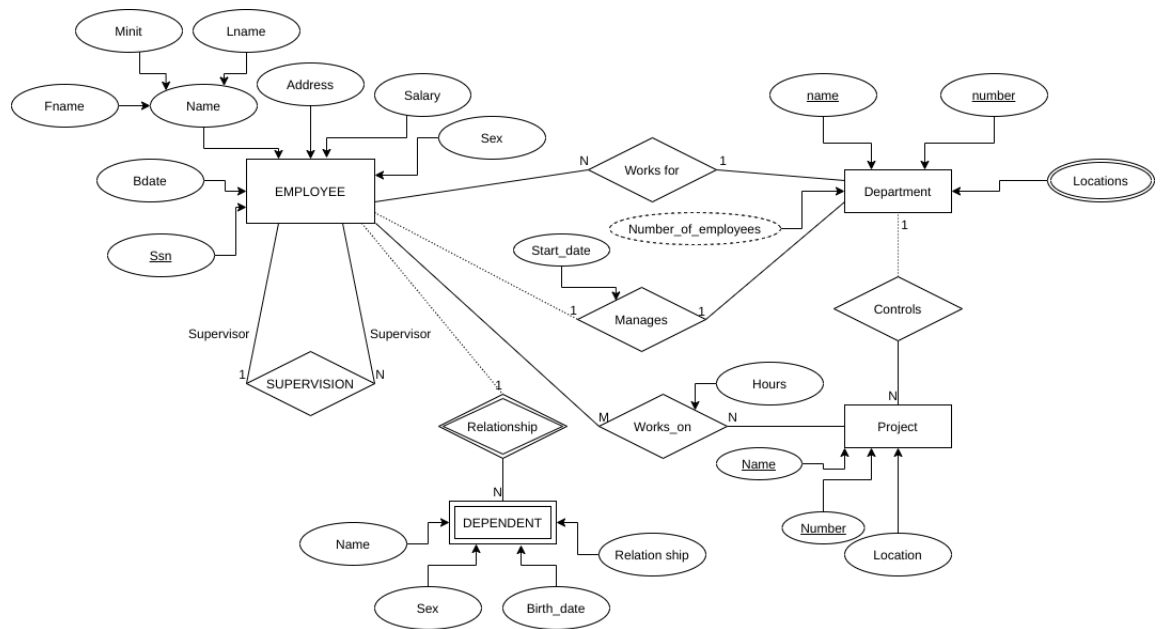 Minit
Lname
Fname
Name
Address
Salary
Sex
name
number
Bdate
EMPLOYEE
N
Works for
1
Department
Locations
Ssn
Number_of_employees
1
Start_date
1
Manages
1
Controls
Supervisor
Supervisor
1
SUPERVISION
N
1
Hours
N
Relationship
M
Works_on
N
Project
Name
N
DEPENDENT
Number
Name
Relation ship
Location
Sex
Birth_date